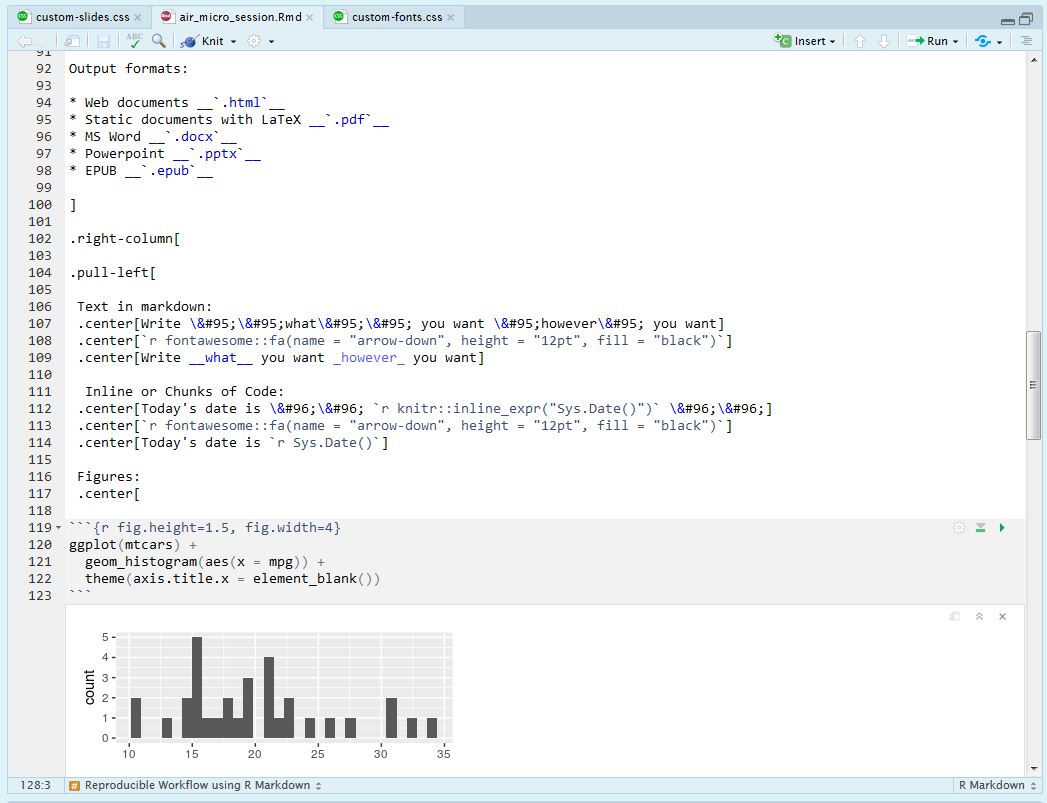 custom-slides.css × air_micro_session.Rmd × custom-fonts.css ×
ABC Knit Insert Run
91
92 Output formats:
93
94 * Web documents __`.html`__
95 * Static documents with LaTeX __`.pdf`__
96 * MS Word __`.docx`__
97 * Powerpoint __`.pptx`__
98 * EPUB __`.epub`__
99
100 ]
101
102 .right-column[
103
104 .pull-left[
105
106 Text in markdown:
107 .center[Write \&#95;\&#95;what\&#95;\&#95; you want \&#95;however\&#95; you want]
108 .center[`r fontawesome::fa(name = "arrow-down", height = "12pt", fill = "black")`]
109 .center[Write __what__ you want _however_ you want]
110
111 Inline or Chunks of Code:
112 .center[Today's date is \&#96;\&#96; `r knitr::inline_expr("Sys.Date()")` \&#96;\&#96;]
113 .center[`r fontawesome::fa(name = "arrow-down", height = "12pt", fill = "black")`]
114 .center[Today's date is `r Sys.Date()`]
115
116 Figures:
117 .center[
118
119 ```{r fig.height=1.5, fig.width=4}
120 ggplot(mtcars) +
121 geom_histogram(aes(x = mpg)) +
122 theme(axis.title.x = element_blank())
123 ```
count
5
4
3
2
1
0
10 15 20 25 30 35
128:3 # Reproducible Workflow using R Markdown R Markdown